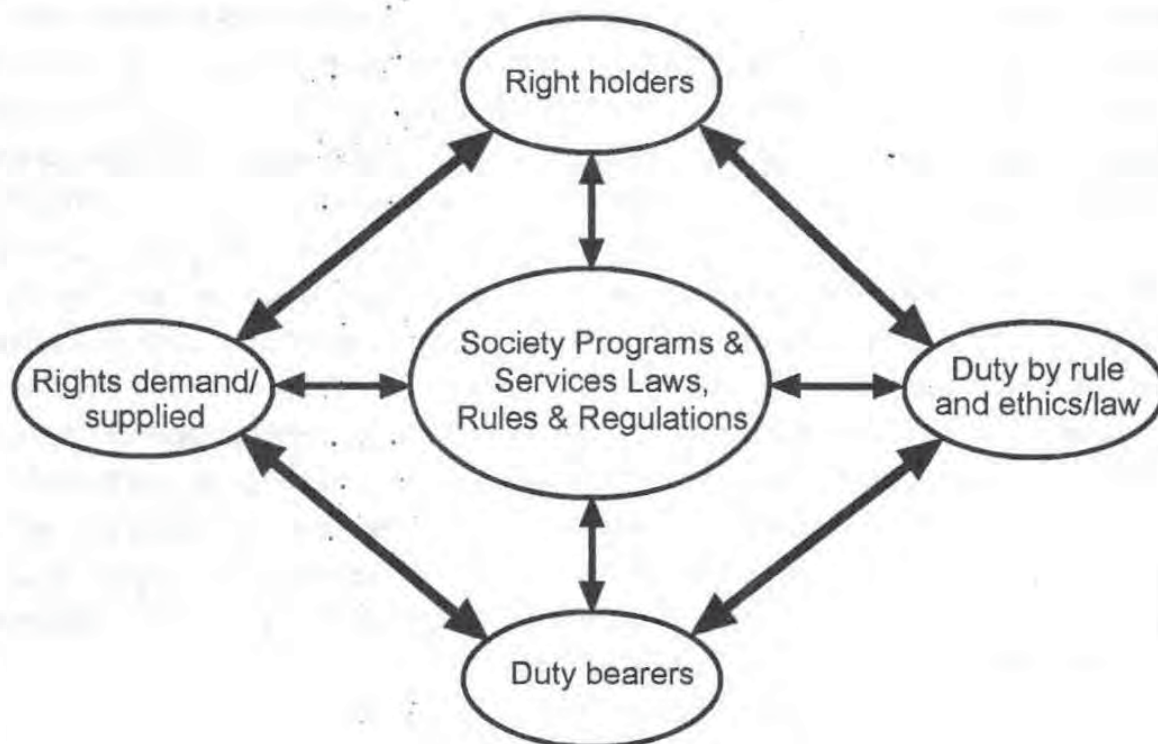 Right holders
Society Programs &
Services Laws,
Rules & Regulations
Rights demand/
supplied
Duty by rule
and ethics/law
Duty bearers